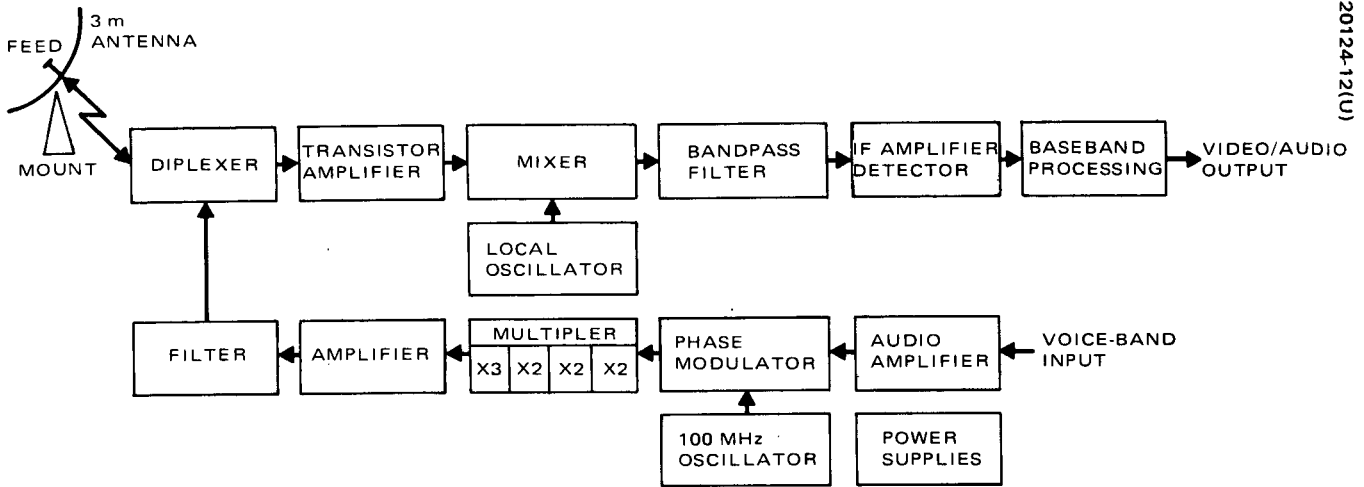 20124-12(U)
3 m
ANTENNA
FEED
MOUNT
DIPLEXER
TRANSISTOR
AMPLIFIER
MIXER
BANDPASS
FILTER
IF AMPLIFIER
DETECTOR
BASEBAND
PROCESSING
VIDEO/AUDIO
OUTPUT
LOCAL
OSCILLATOR
FILTER
AMPLIFIER
MULTIPLER
X3 X2 X2 X2
PHASE
MODULATOR
AUDIO
AMPLIFIER
VOICE-BAND
INPUT
100 MHz
OSCILLATOR
POWER
SUPPLIES